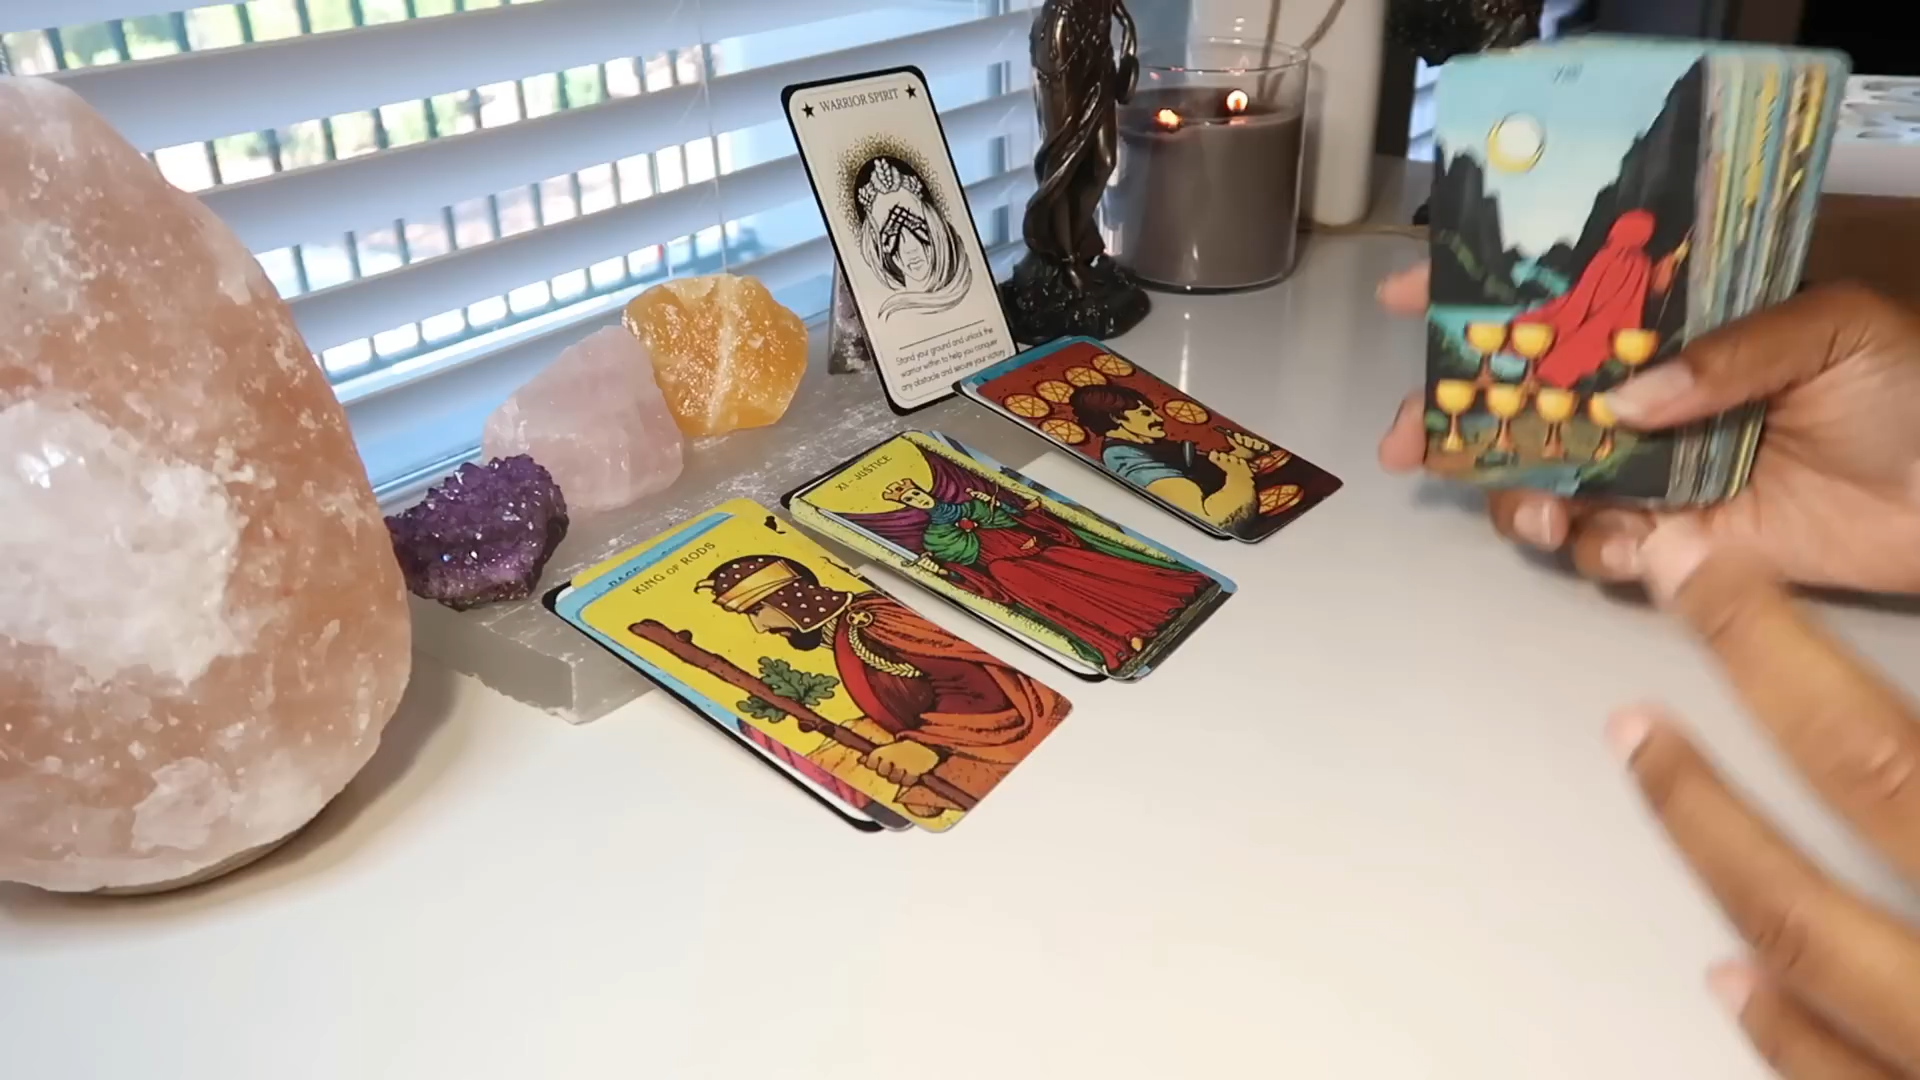 WARRIOR SPIRIT
Stand your ground and unlock the
warrior within to help you conquer
any obstacle and secure your victory
VIII
XI - JUSTICE
KING OF RODS